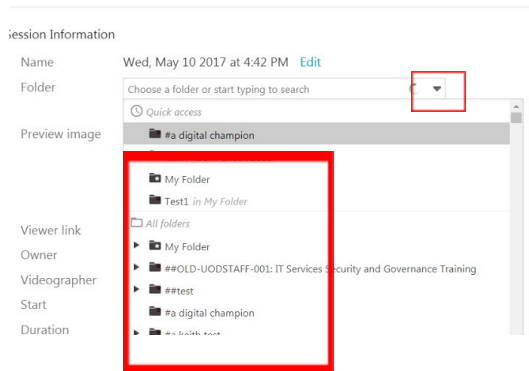 Session Information
Name Wed, May 10 2017 at 4:42 PM Edit
Folder Choose a folder or start typing to search
Quick access
#a digital champion
Preview image
My Folder
Test1 in My Folder
All folders
Viewer link
My Folder
Owner
##OLD-UODSTAFF-001: IT Services Security and Governance Training
Videographer
##test
Start
#a digital champion
Duration
#a keith test